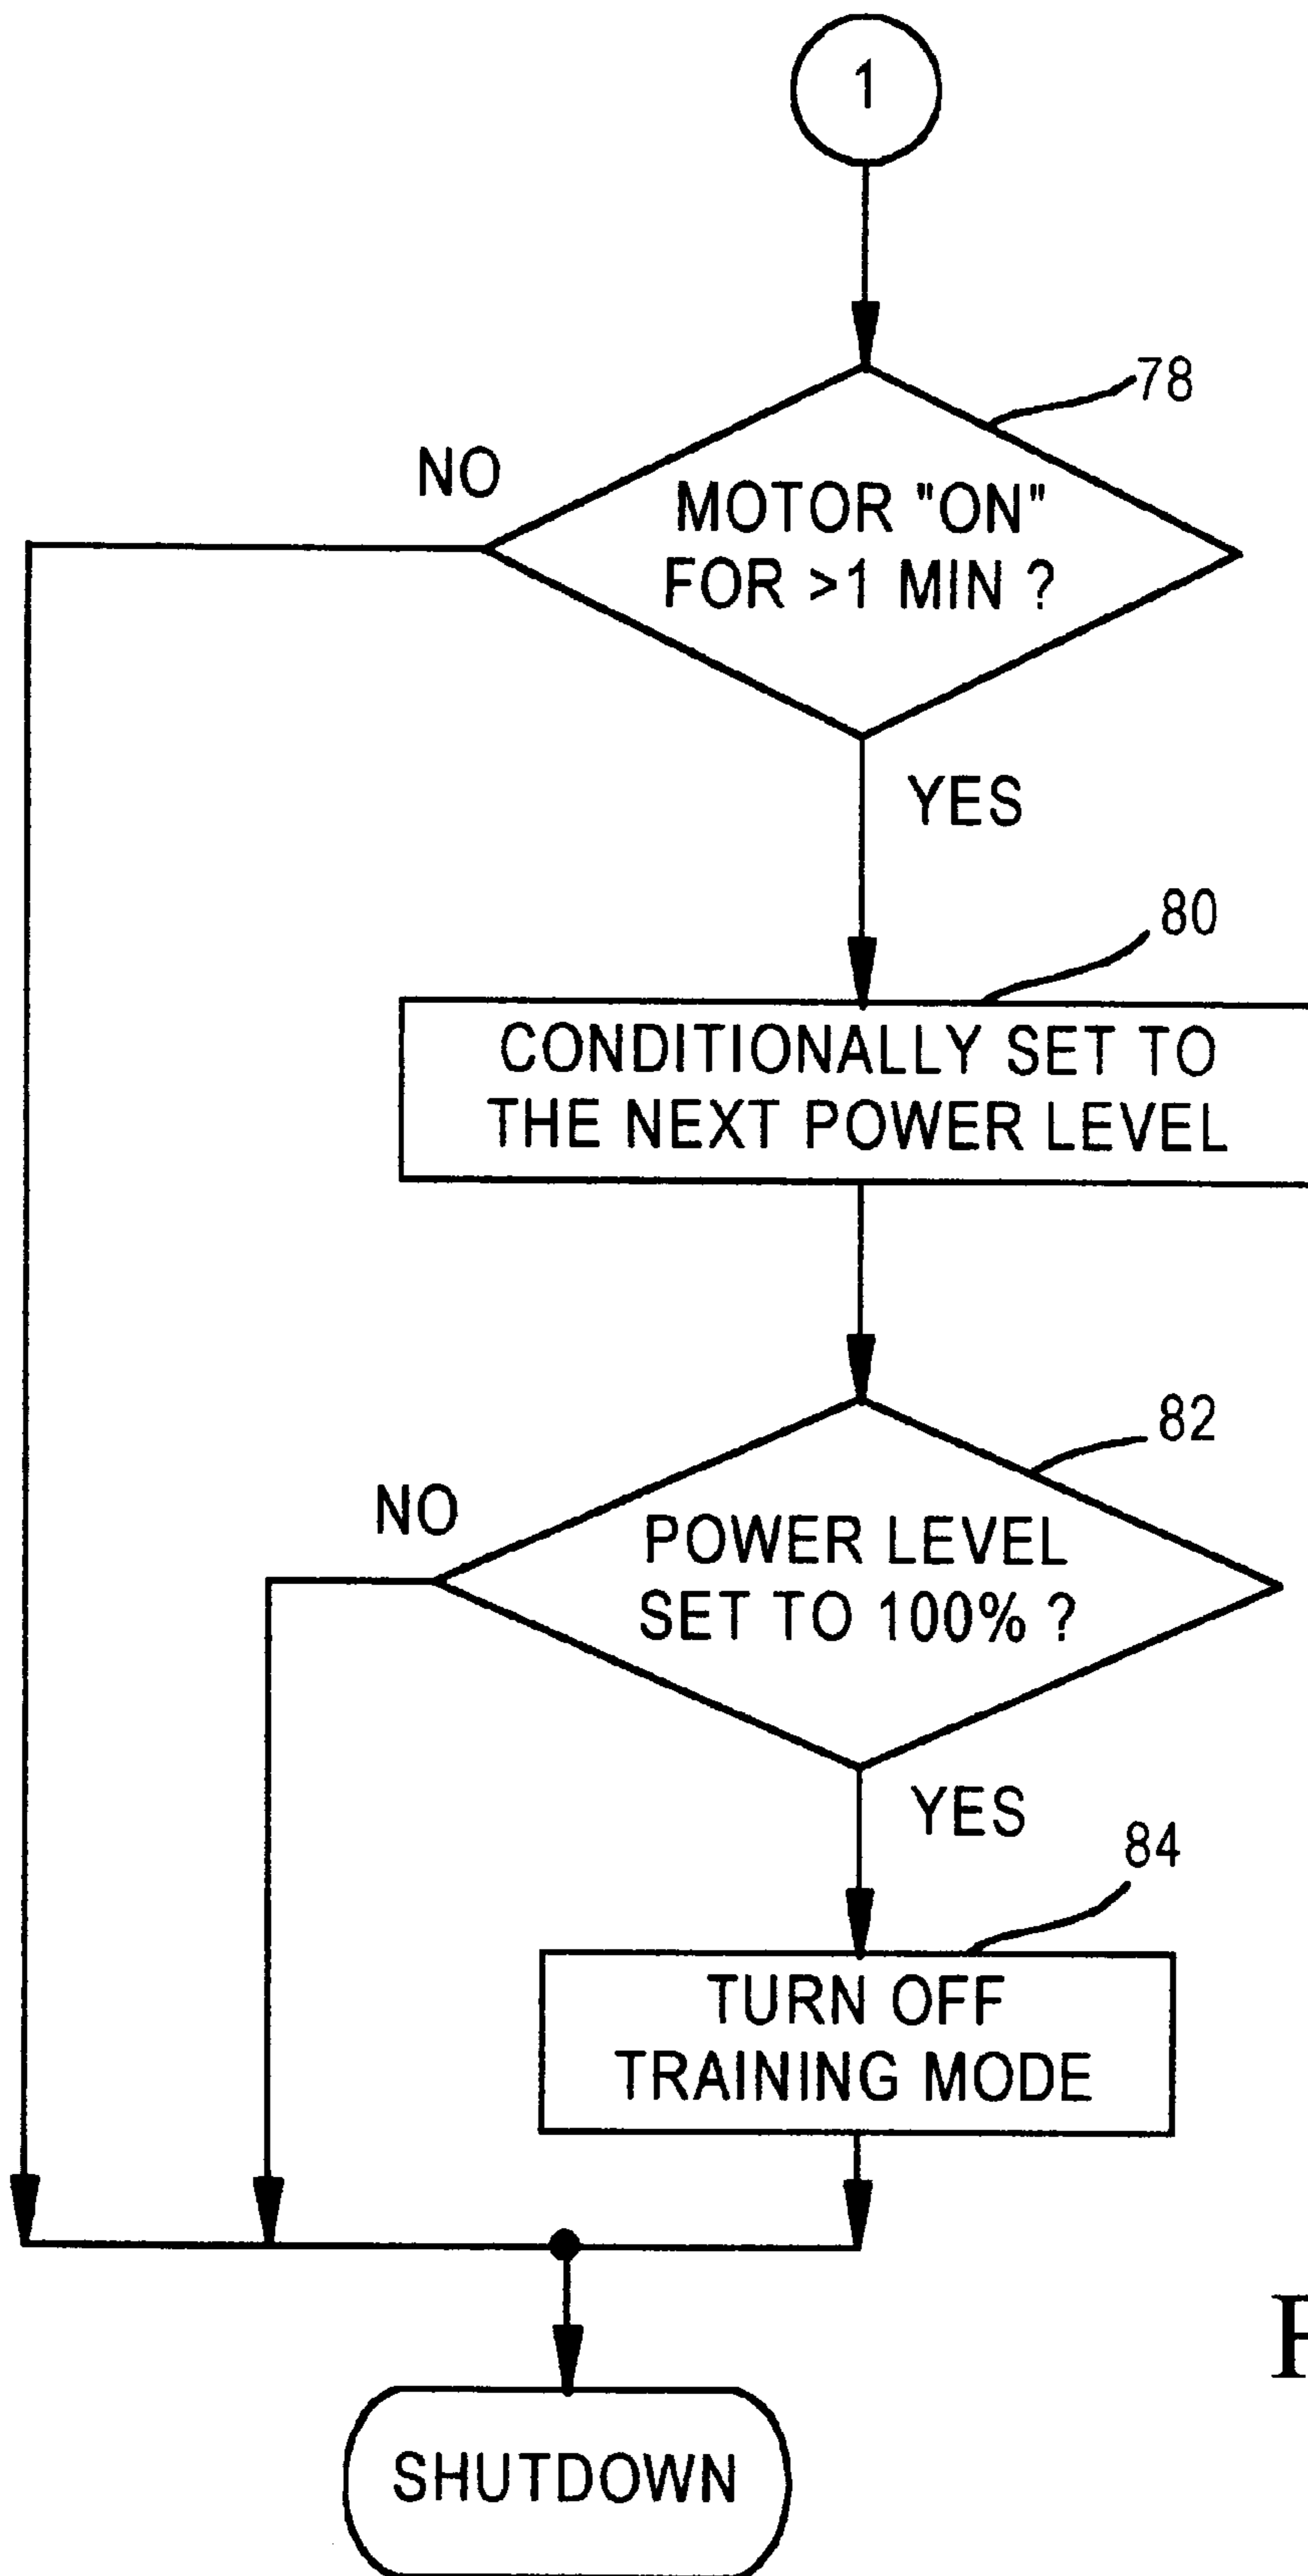 1
78
NO
MOTOR "ON"
FOR >1 MIN ?
YES
80
CONDITIONALLY SET TO
THE NEXT POWER LEVEL
82
NO
POWER LEVEL
SET TO 100% ?
YES
84
TURN OFF
TRAINING MODE
SHUTDOWN